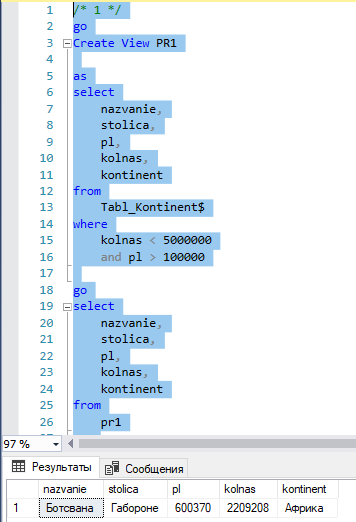 1 /* 1 */
2 go
3 Create View PR1
4
5 as
6 select
7 nazvanie,
8 stolica,
9 pl,
10 kolnas,
11 kontinent
12 from
13 Tabl_Kontinent$
14 where
15 kolnas < 5000000
16 and pl > 100000
17
18 go
19 select
20 nazvanie,
21 stolica,
22 pl,
23 kolnas,
24 kontinent
25 from
26 pr1
97 %
Результаты Сообщения
nazvanie stolica pl kolnas kontinent
1 Ботсвана Габороне 600370 2209208 Африка